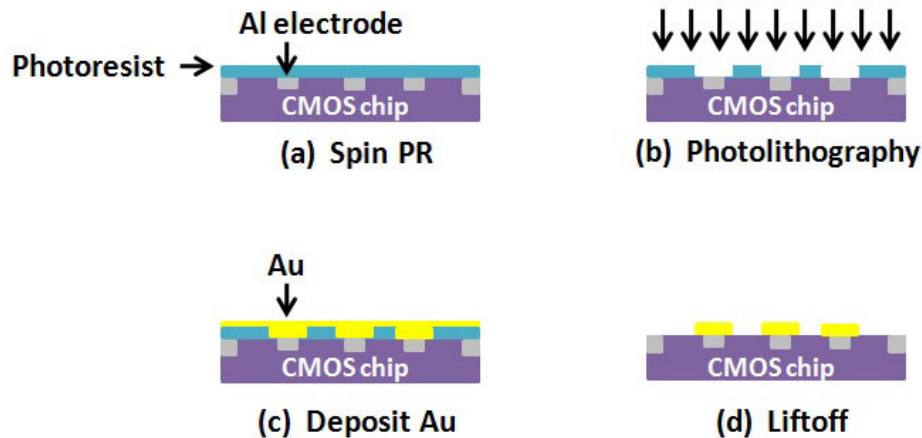 Al electrode
Photoresist
CMOS chip
(a) Spin PR
CMOS chip
(b) Photolithography
Au
CMOS chip
(c) Deposit Au
CMOS chip
(d) Liftoff